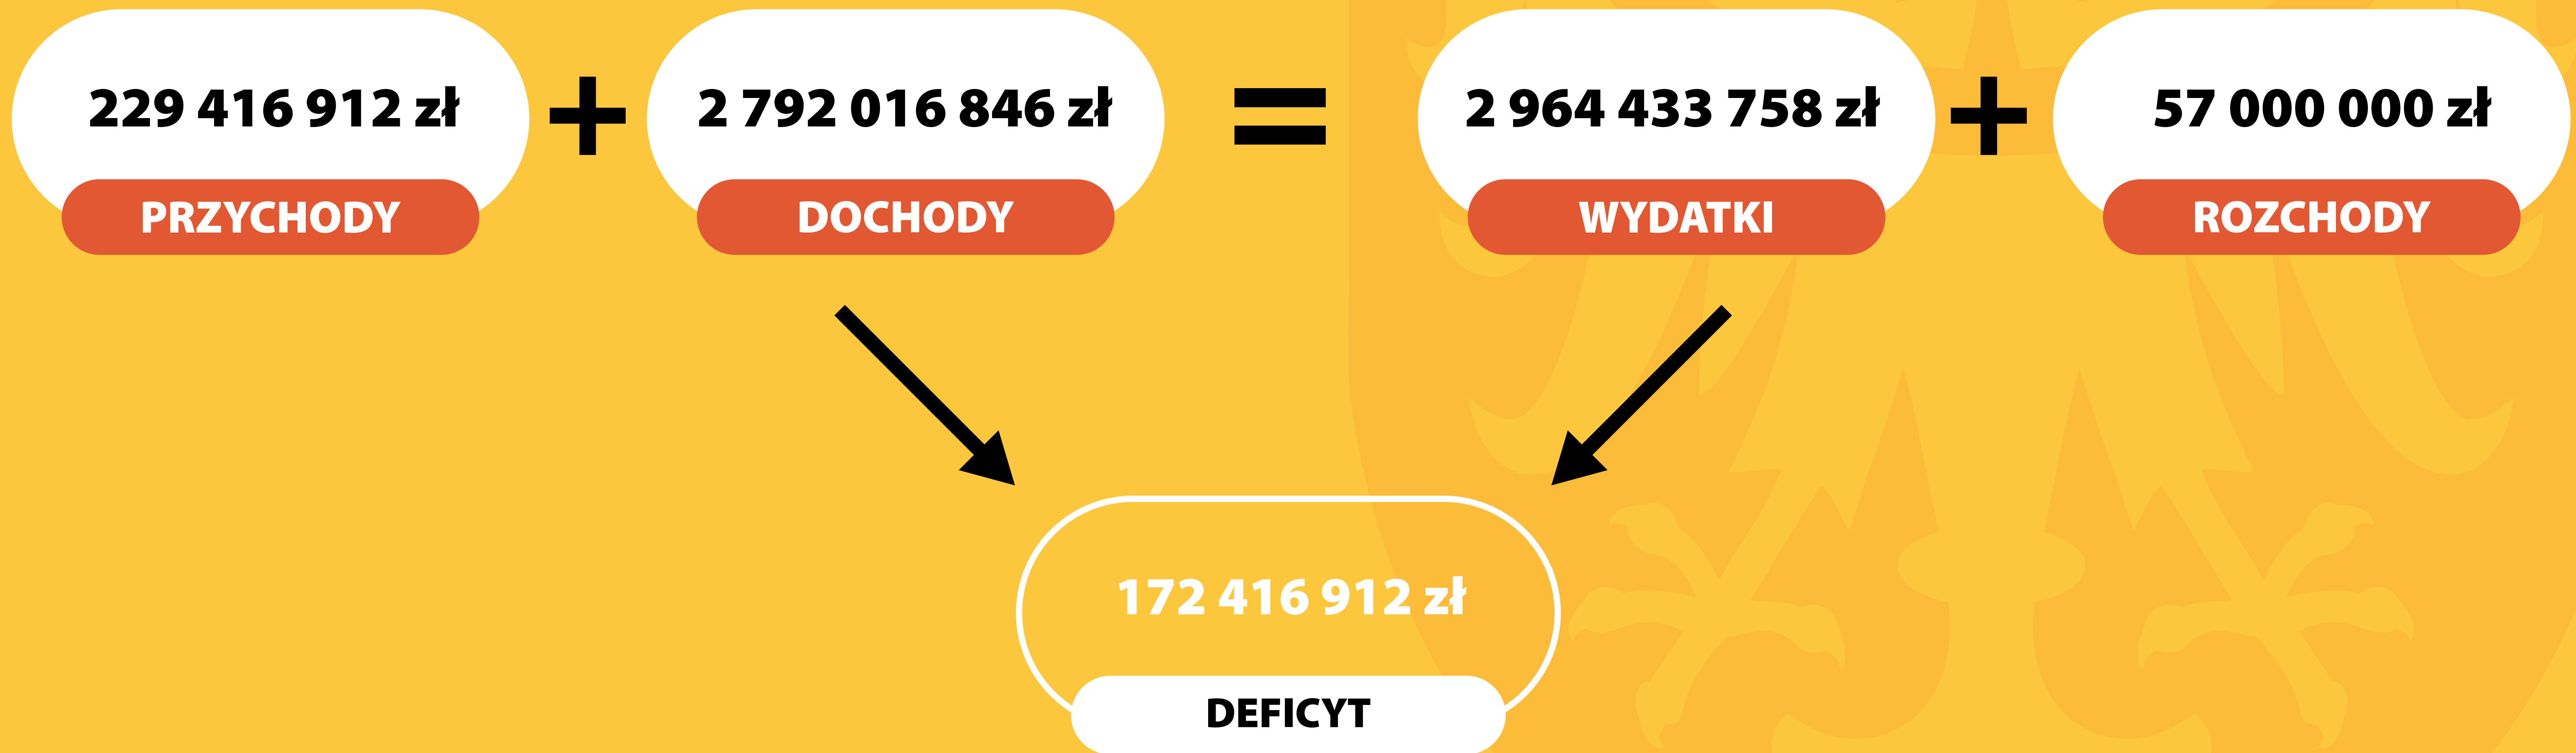 229 416 912 zł + 2 792 016 846 zł = 2 964 433 758 zł + 57 000 000 zł
PRZYCHODY DOCHODY WYDATKI ROZCHODY
172 416 912 zł
DEFICYT